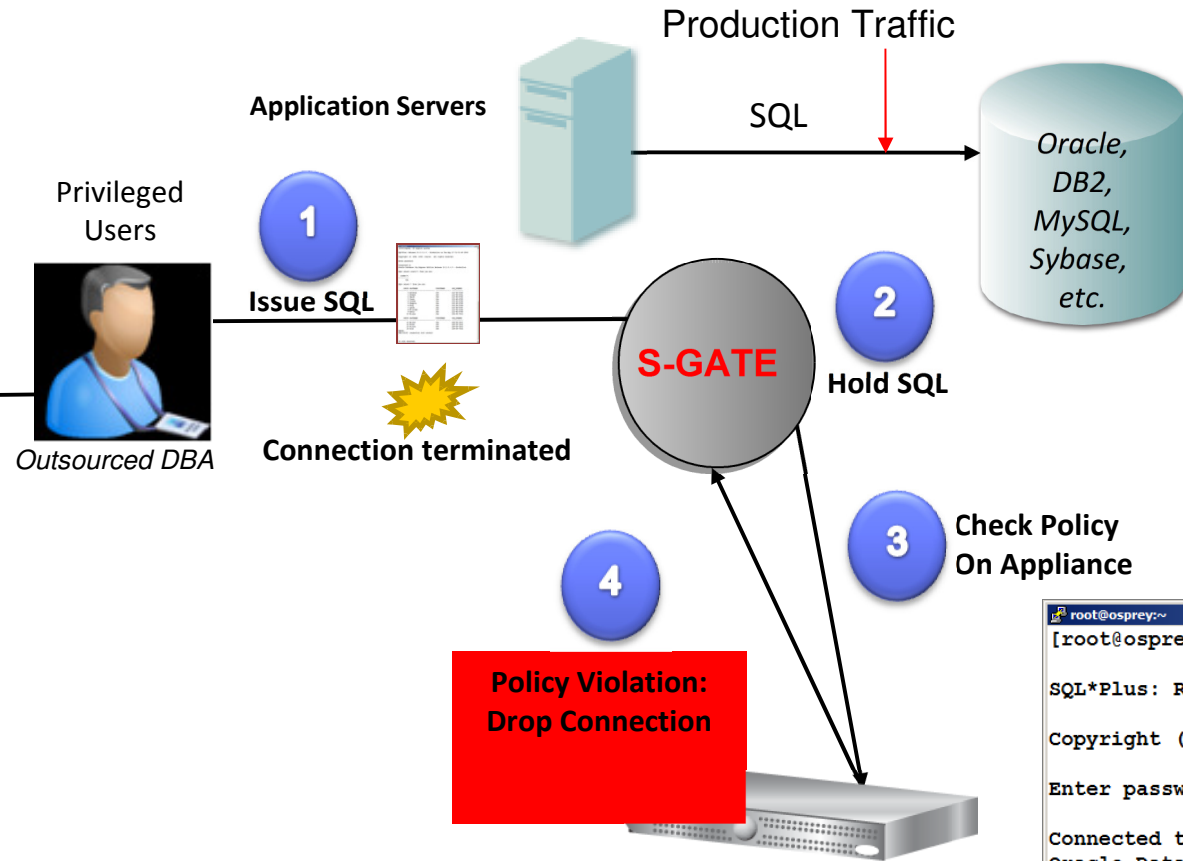 Production Traffic
Application Servers
SQL
Oracle,
DB2,
MySQL,
Sybase,
etc.
Privileged
Users
1
Issue SQL
S-GATE
2
Hold SQL
Connection terminated
Outsourced DBA
3
Check Policy
On Appliance
4
Policy Violation:
Drop Connection
root@osprey:~
[root@ospre
SQL*Plus: R
Copyright (
Enter passw
Connected t